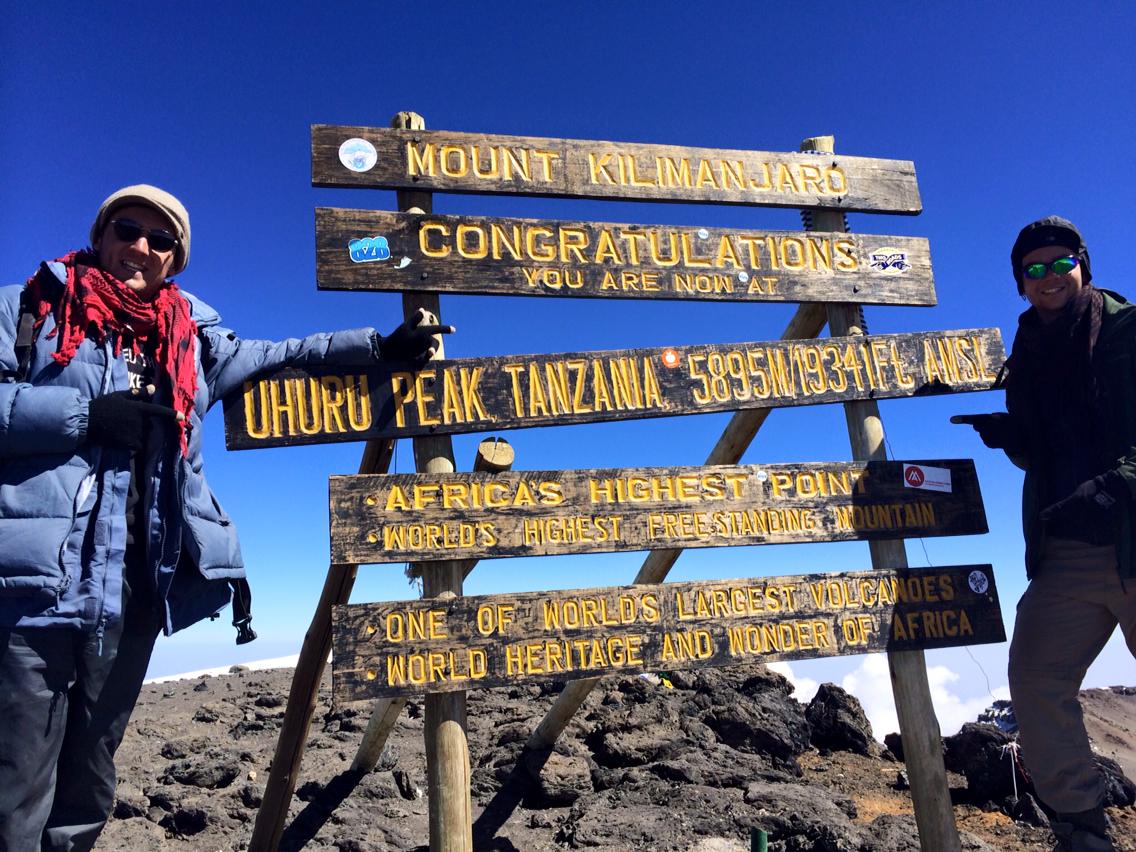 MOUNT KILIMANJARO
CONGRATULATIONS
YOU ARE NOW AT
UHURU PEAK, TANZANIA, 5895M/19341Ft. AMSL
• AFRICA'S HIGHEST POINT
• WORLD'S HIGHEST FREE-STANDING MOUNTAIN
• ONE OF WORLD'S LARGEST VOLCANOES
• WORLD HERITAGE AND WONDER OF AFRICA